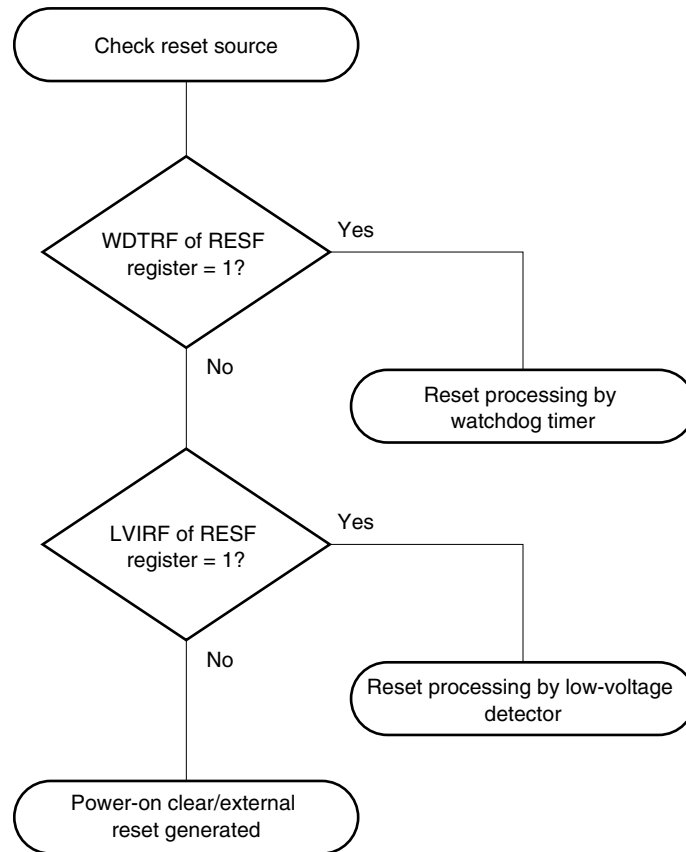 Check reset source
WDTRF of RESF
register = 1?
Yes
No
Reset processing by
watchdog timer
LVIRF of RESF
register = 1?
Yes
No
Reset processing by low-voltage
detector
Power-on clear/external
reset generated